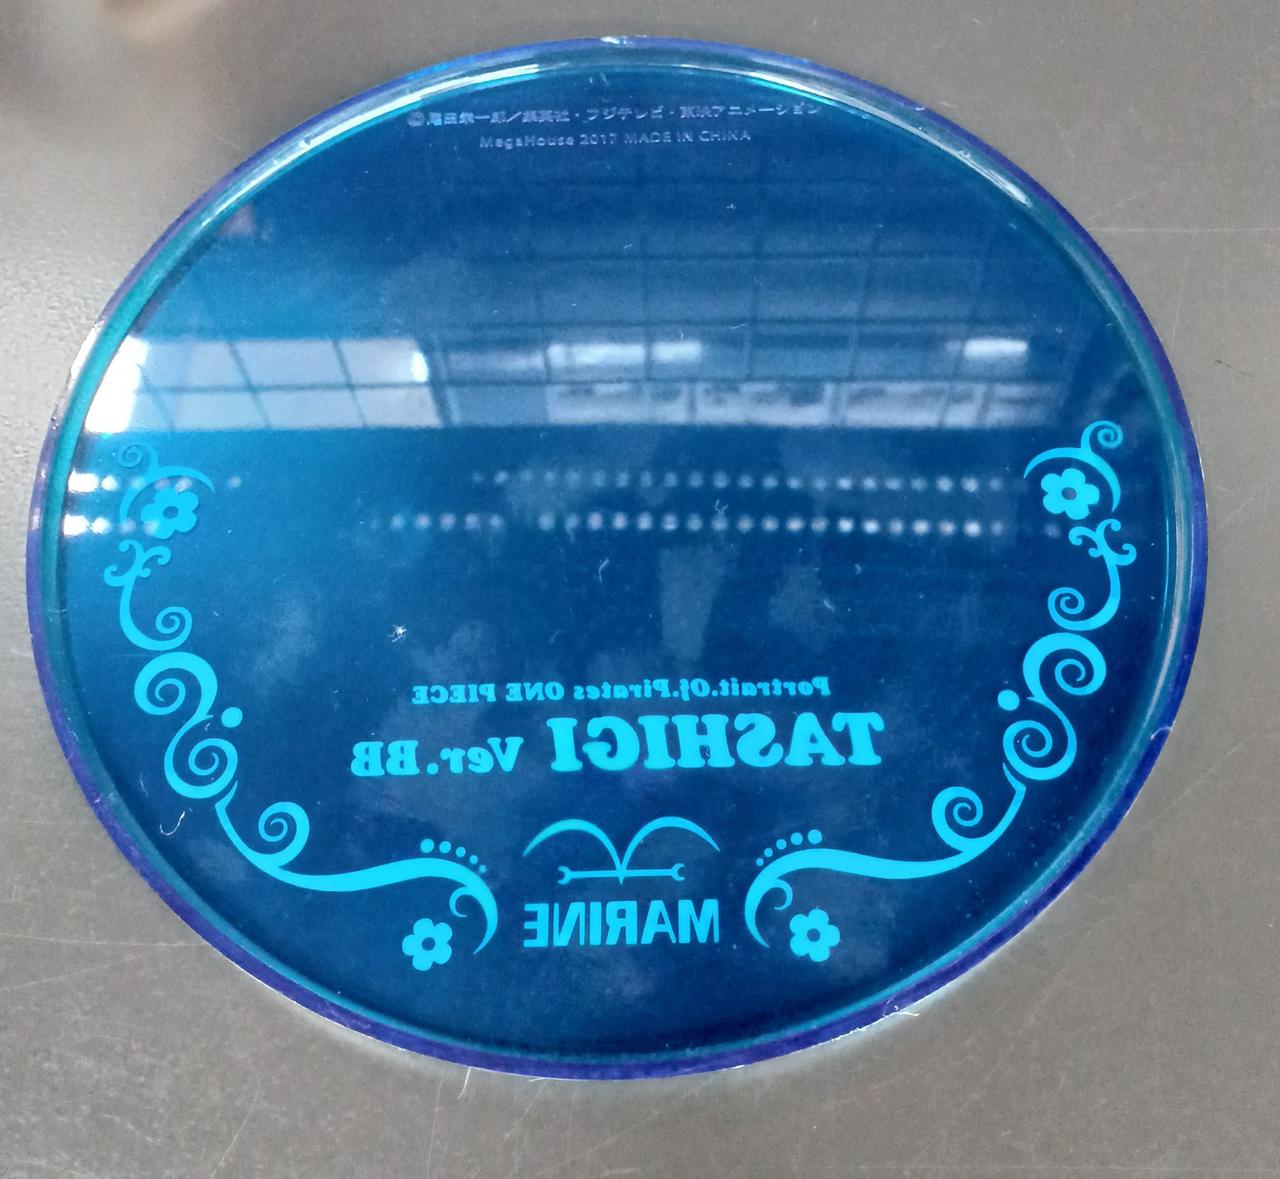 ©尾田栄一郎／集英社・フジテレビ・東映アニメーション
MegaHouse 2017 MADE IN CHINA
Portrait.Of.Pirates ONE PIECE
TASHIGI Ver.BB
MARINE